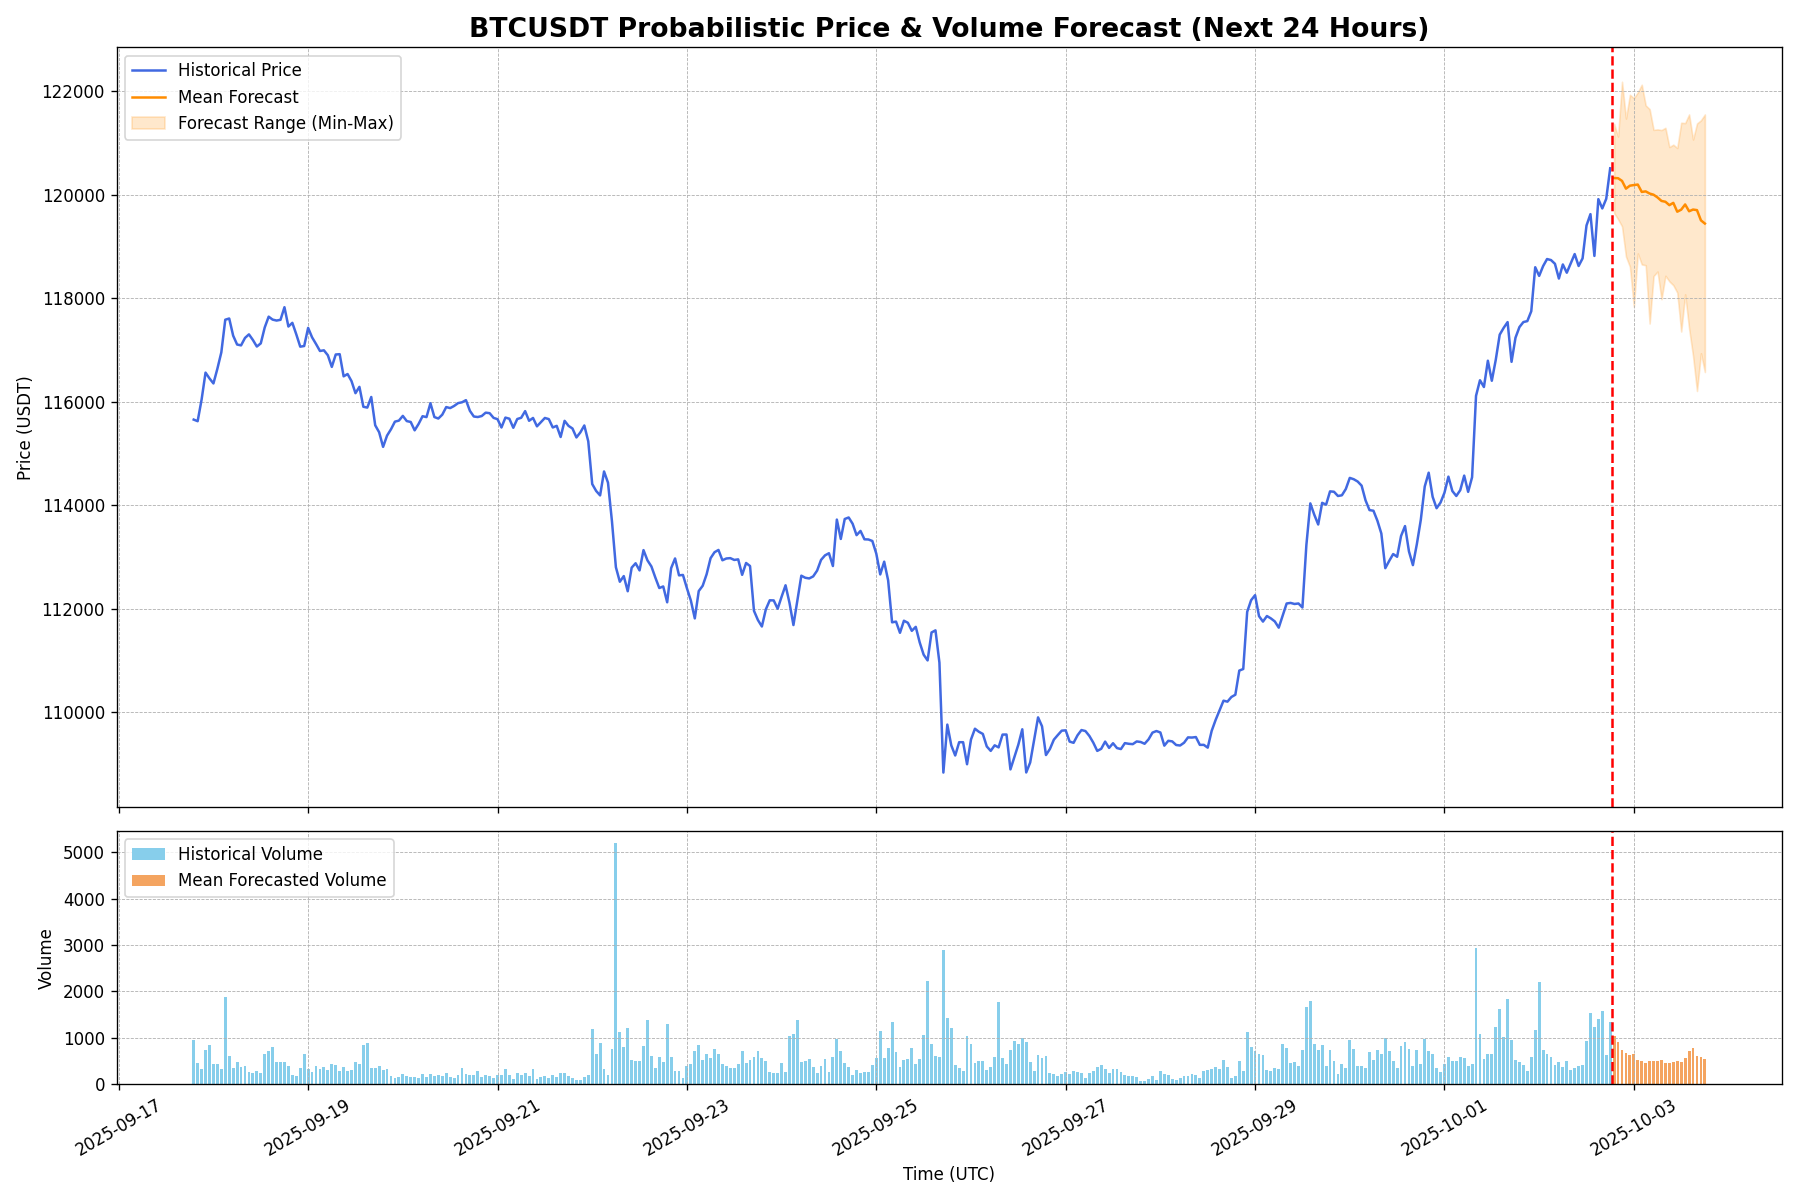 BTCUSDT Probabilistic Price & Volume Forecast (Next 24 Hours)
Historical Price
Mean Forecast
Forecast Range (Min-Max)
122000
120000
118000
116000
114000
112000
110000
Price (USDT)
Historical Volume
Mean Forecasted Volume
5000
4000
3000
2000
1000
0
Volume
2025-09-17
2025-09-19
2025-09-21
2025-09-23
2025-09-25
2025-09-27
2025-09-29
2025-10-01
2025-10-03
Time (UTC)